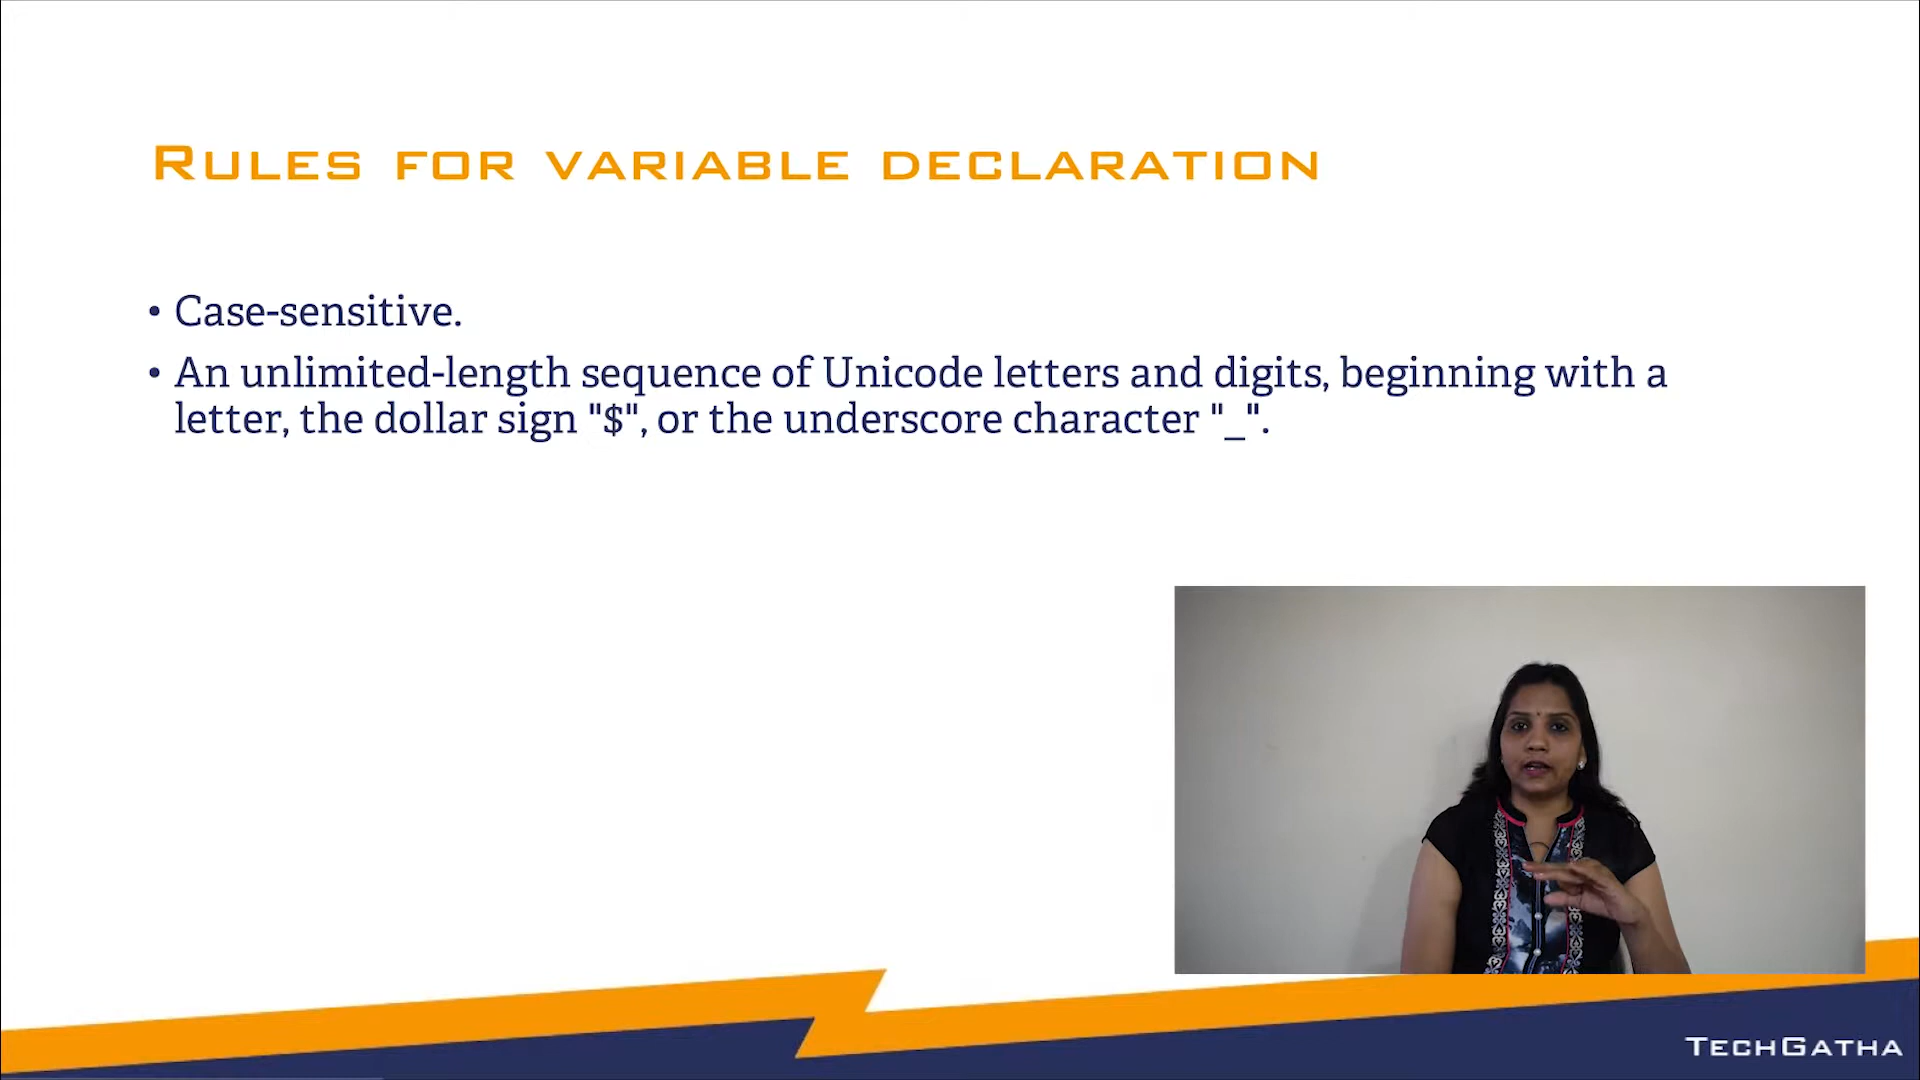 RULES FOR VARIABLE DECLARATION
• Case-sensitive.
• An unlimited-length sequence of Unicode letters and digits, beginning with a
letter, the dollar sign "$", or the underscore character "_".
TECHGATHA